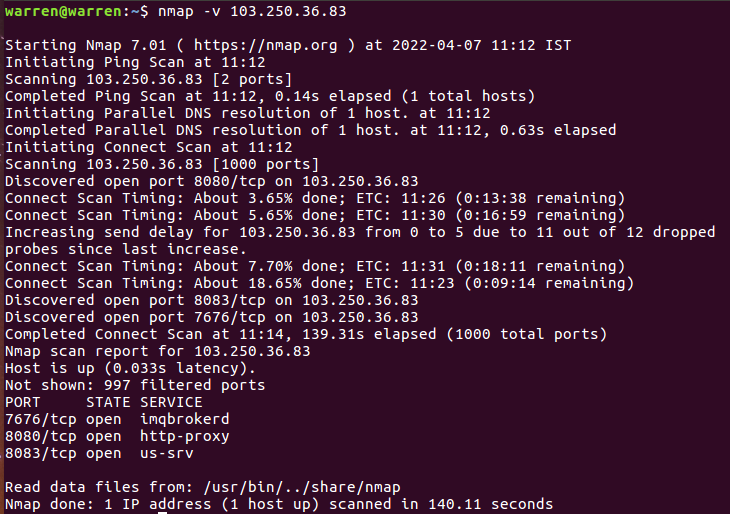 warren@warren:~$ nmap -v 103.250.36.83
Starting Nmap 7.01 ( https://nmap.org ) at 2022-04-07 11:12 IST
Initiating Ping Scan at 11:12
Scanning 103.250.36.83 [2 ports]
Completed Ping Scan at 11:12, 0.14s elapsed (1 total hosts)
Initiating Parallel DNS resolution of 1 host. at 11:12
Completed Parallel DNS resolution of 1 host. at 11:12, 0.63s elapsed
Initiating Connect Scan at 11:12
Scanning 103.250.36.83 [1000 ports]
Discovered open port 8080/tcp on 103.250.36.83
Connect Scan Timing: About 3.65% done; ETC: 11:26 (0:13:38 remaining)
Connect Scan Timing: About 5.65% done; ETC: 11:30 (0:16:59 remaining)
Increasing send delay for 103.250.36.83 from 0 to 5 due to 11 out of 12 dropped
probes since last increase.
Connect Scan Timing: About 7.70% done; ETC: 11:31 (0:18:11 remaining)
Connect Scan Timing: About 18.65% done; ETC: 11:23 (0:09:14 remaining)
Discovered open port 8083/tcp on 103.250.36.83
Discovered open port 7676/tcp on 103.250.36.83
Completed Connect Scan at 11:14, 139.31s elapsed (1000 total ports)
Nmap scan report for 103.250.36.83
Host is up (0.033s latency).
Not shown: 997 filtered ports
PORT     STATE SERVICE
7676/tcp open  imqbrokerd
8080/tcp open  http-proxy
8083/tcp open  us-srv
Read data files from: /usr/bin/../share/nmap
Nmap done: 1 IP address (1 host up) scanned in 140.11 seconds